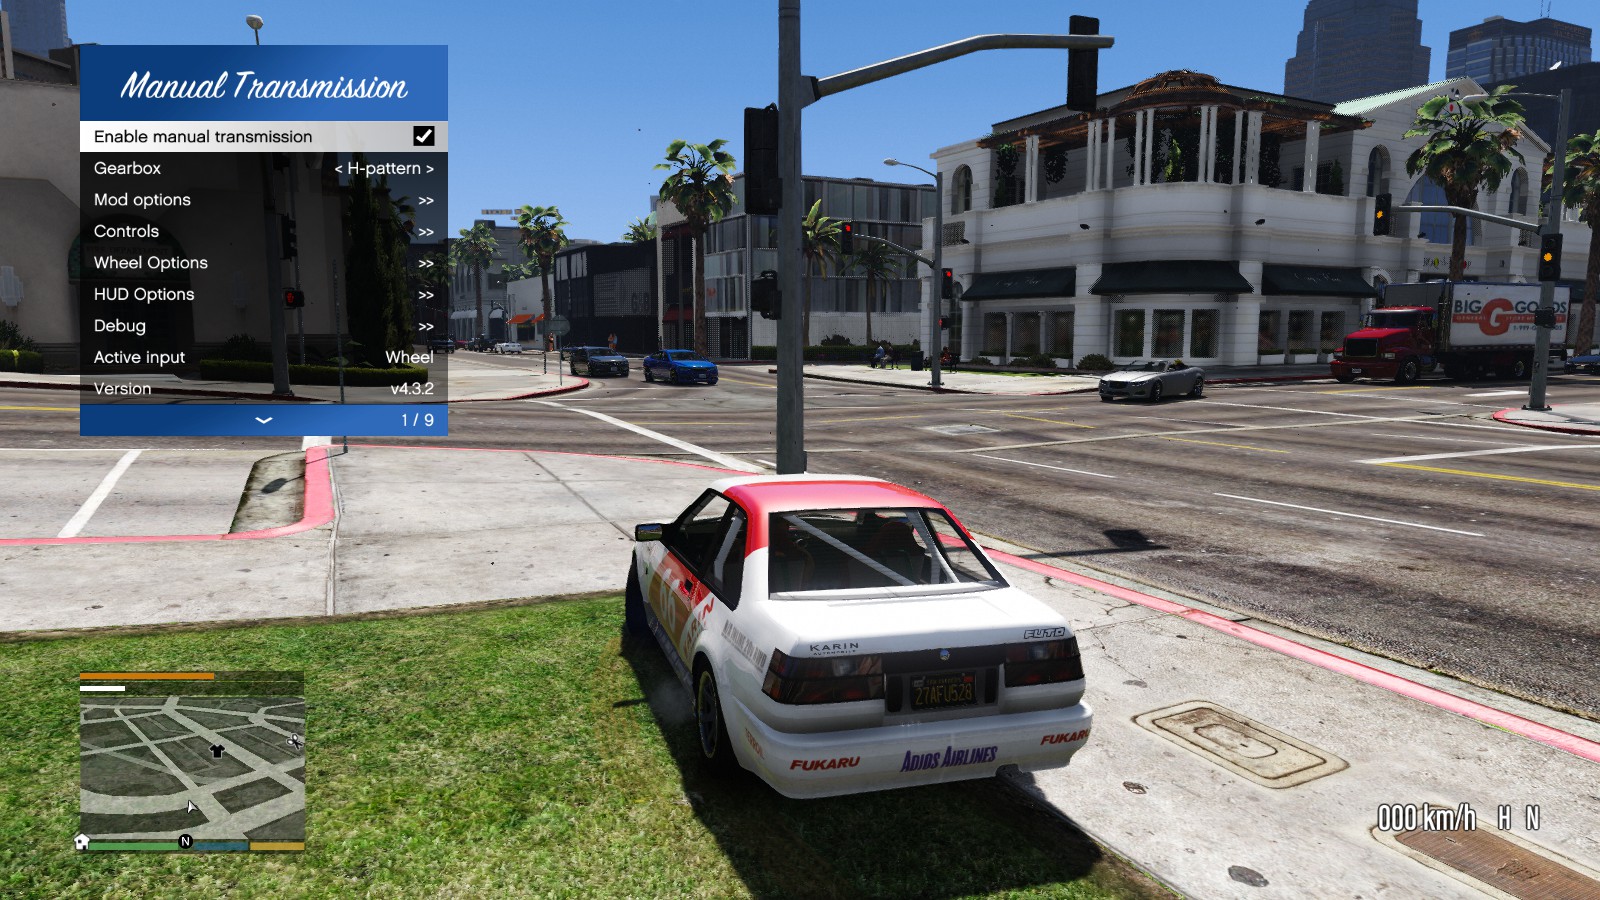 Manual Transmission
Enable manual transmission
Gearbox < H-pattern >
Mod options >>
Controls >>
Wheel Options >>
HUD Options >>
Debug >>
Active input Wheel
Version v4.3.2
1 / 9
BIG G GOODS
KARIN
FUTO
27AFU528
FUKARU
ADIOS AIRLINES
FUKARU
N
000 km/h H N